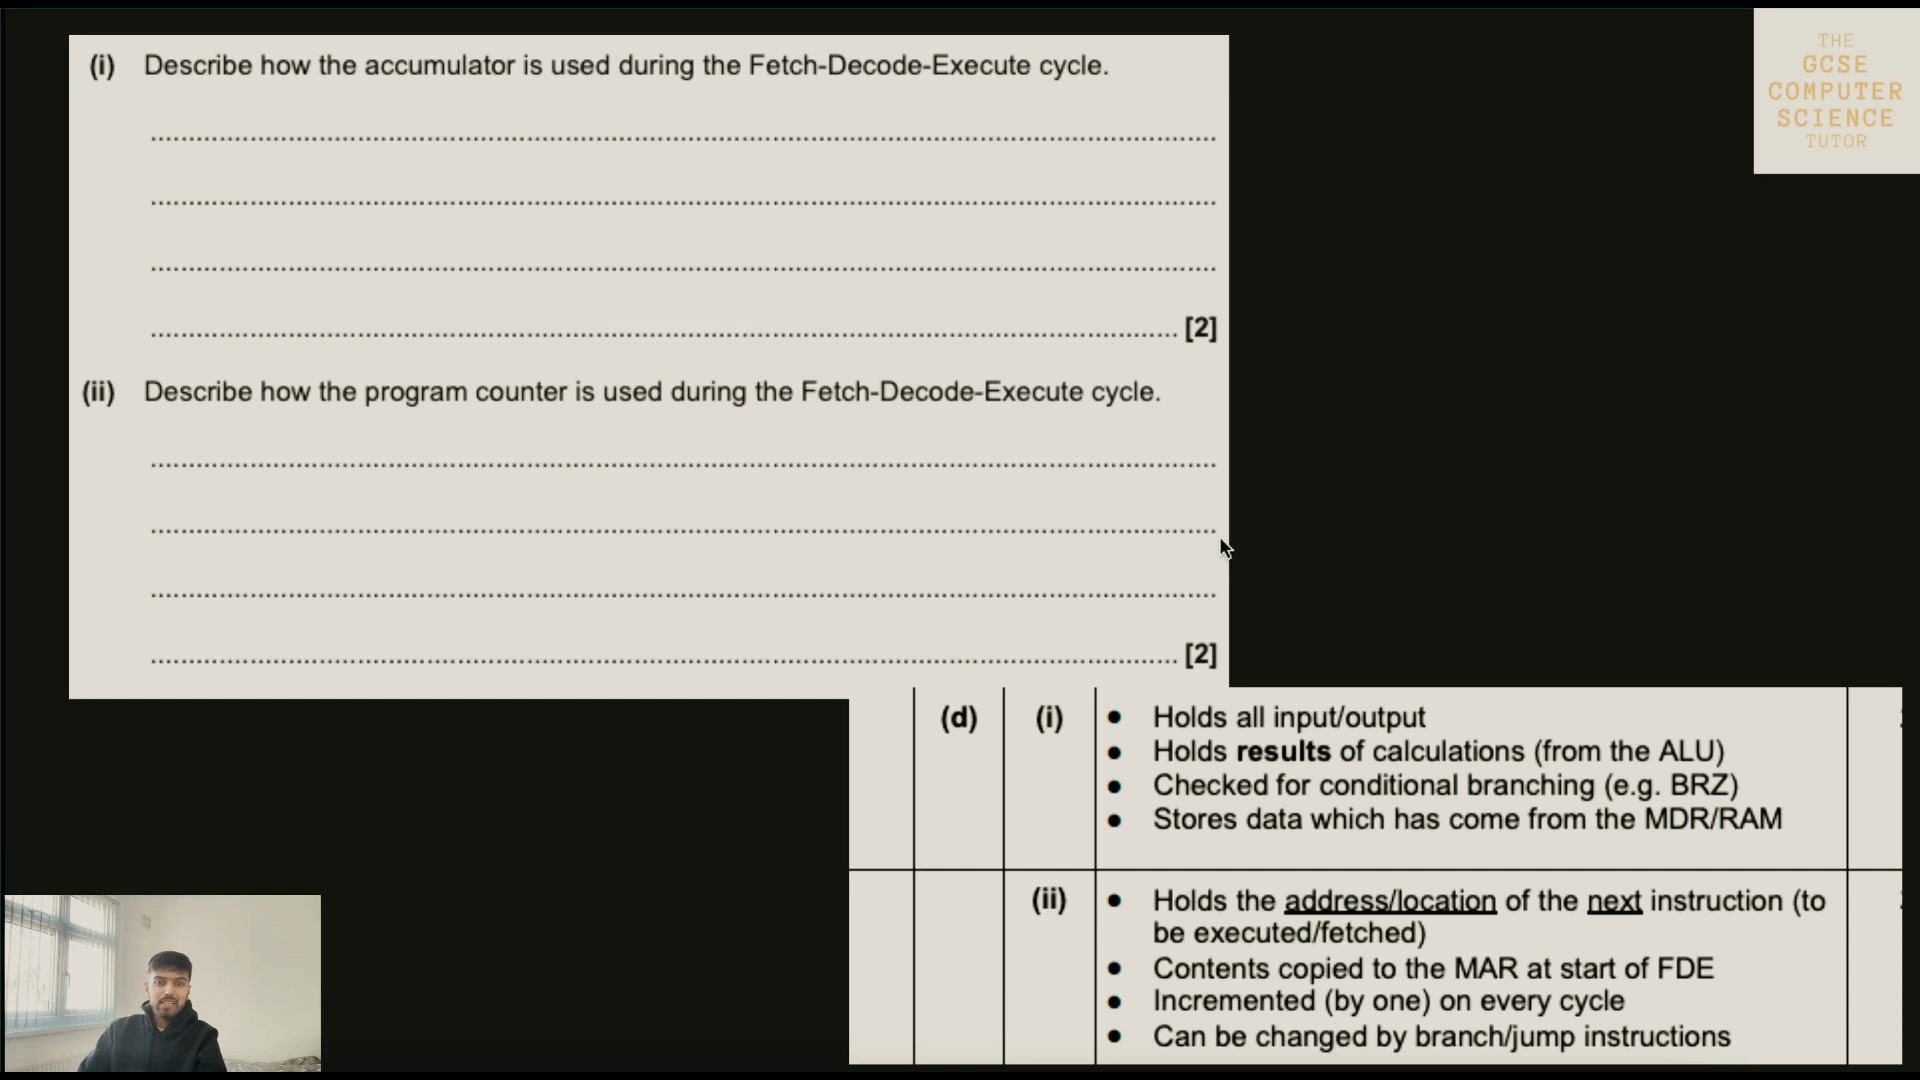 (i) Describe how the accumulator is used during the Fetch-Decode-Execute cycle.
[2]
(ii) Describe how the program counter is used during the Fetch-Decode-Execute cycle.
[2]
THE
GCSE
COMPUTER
SCIENCE
TUTOR
(d) (i) • Holds all input/output
• Holds results of calculations (from the ALU)
• Checked for conditional branching (e.g. BRZ)
• Stores data which has come from the MDR/RAM
(ii) • Holds the address/location of the next instruction (to
be executed/fetched)
• Contents copied to the MAR at start of FDE
• Incremented (by one) on every cycle
• Can be changed by branch/jump instructions